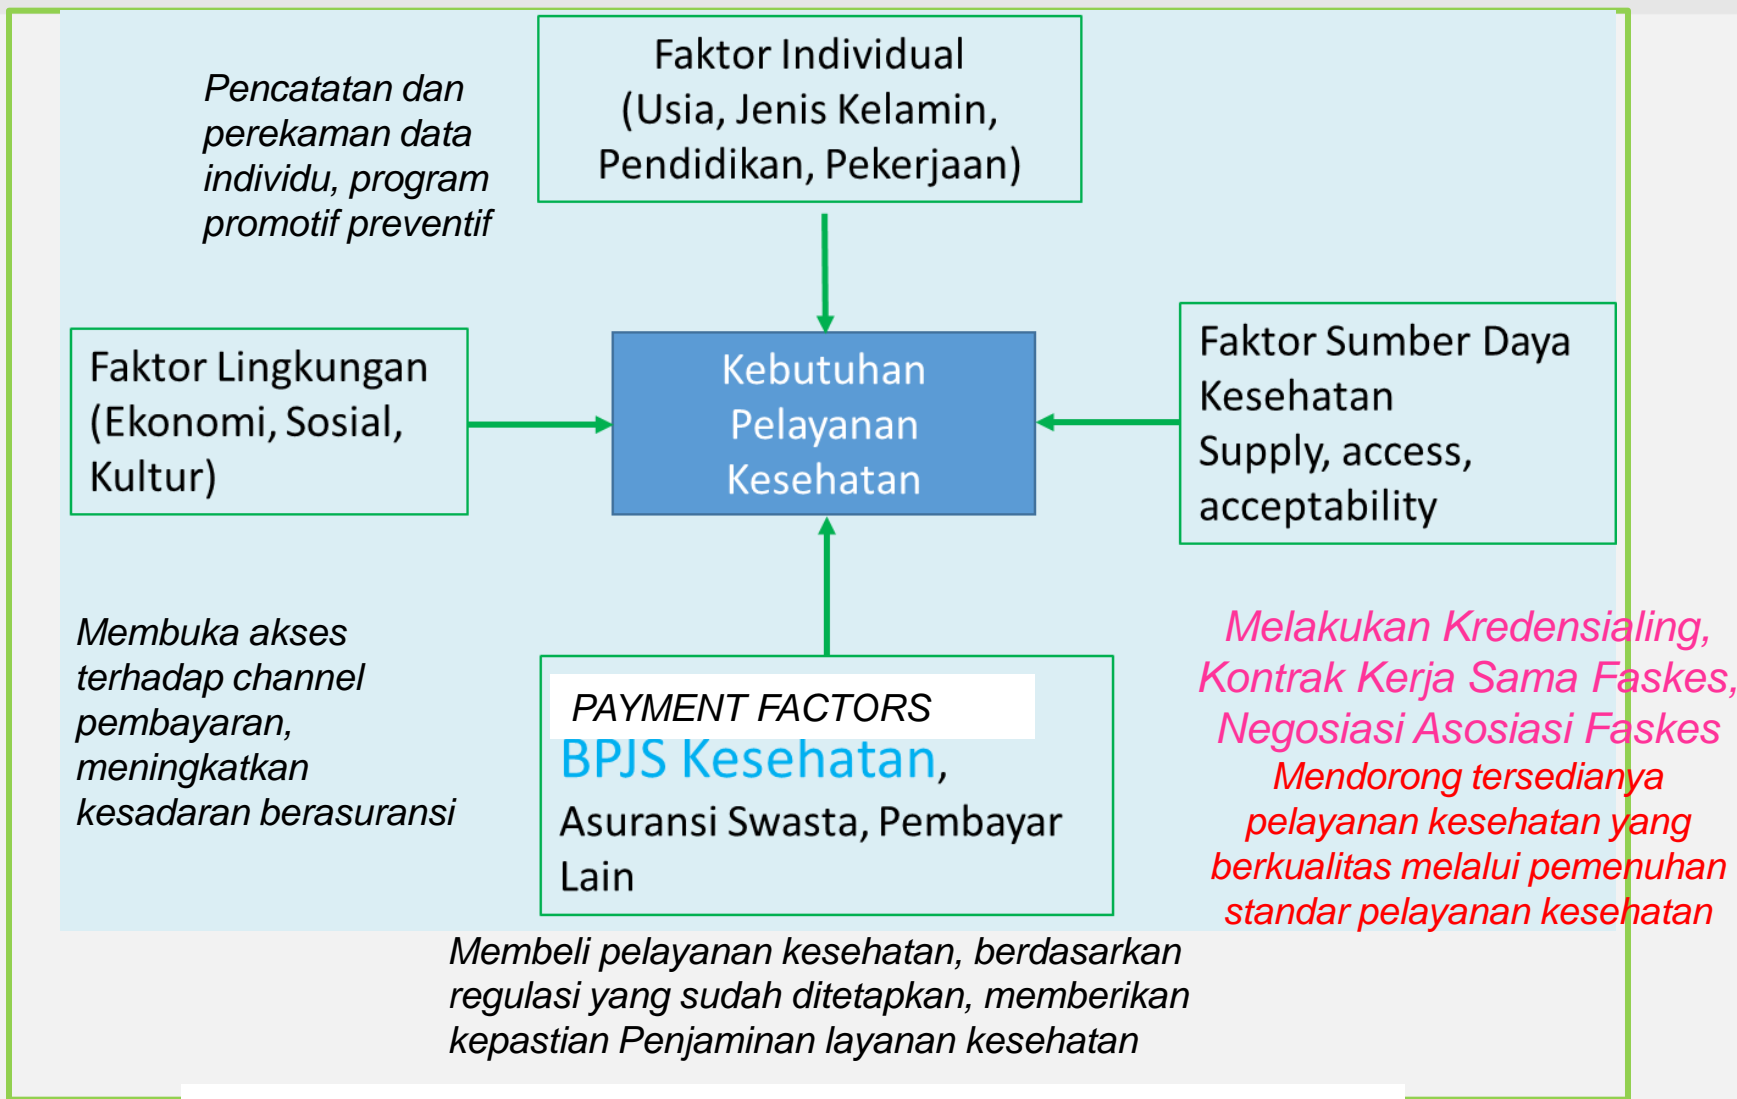 Pencatatan dan
perekaman data
individu, program
promotif preventif
Faktor Individual
(Usia, Jenis Kelamin,
Pendidikan, Pekerjaan)
Faktor Lingkungan
(Ekonomi, Sosial,
Kultur)
Kebutuhan
Pelayanan
Kesehatan
Faktor Sumber Daya
Kesehatan
Supply, access,
acceptability
Membuka akses
terhadap channel
pembayaran,
meningkatkan
kesadaran berasuransi
PAYMENT FACTORS
BPJS Kesehatan,
Asuransi Swasta, Pembayar
Lain
Melakukan Kredensialing,
Kontrak Kerja Sama Faskes,
Negosiasi Asosiasi Faskes
Mendorong tersedianya
pelayanan kesehatan yang
berkualitas melalui pemenuhan
standar pelayanan kesehatan
Membeli pelayanan kesehatan, berdasarkan
regulasi yang sudah ditetapkan, memberikan
kepastian Penjaminan layanan kesehatan